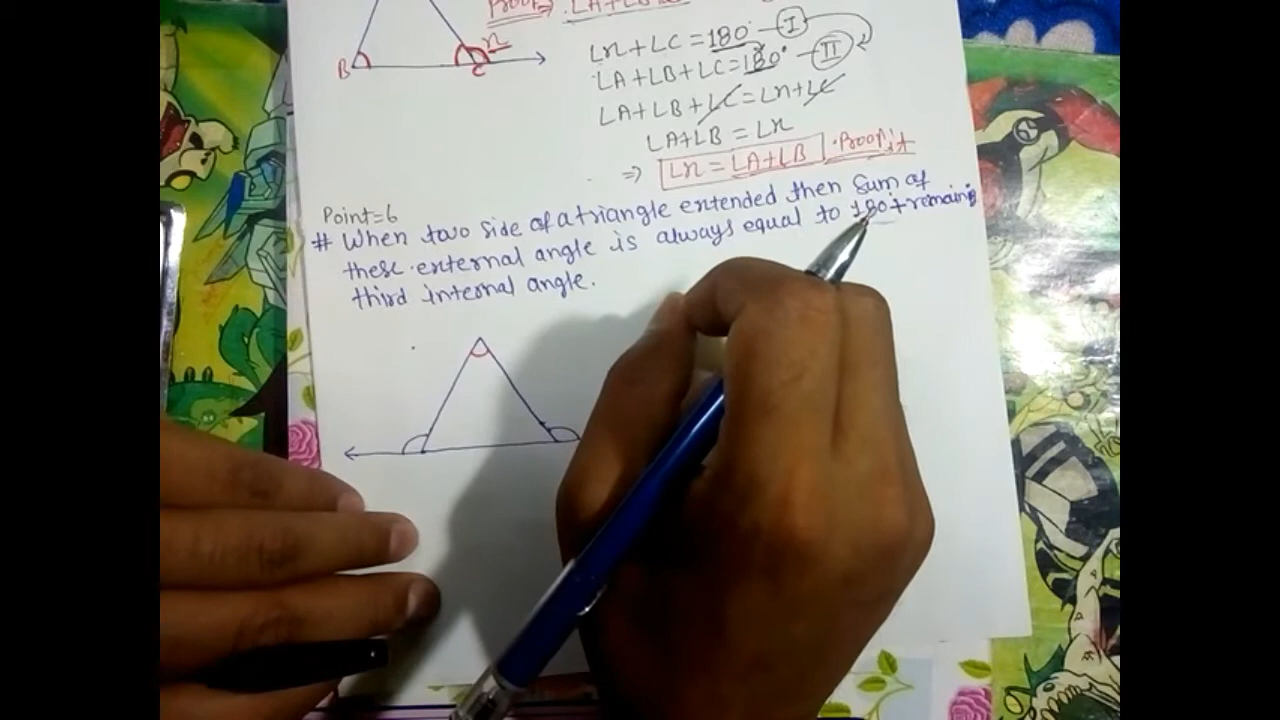 Proof⇒ ∠A+∠B
∠n+∠C = 180° — I
∠A+∠B+∠C=180° — II
∠A+∠B+∠C=∠n+∠C
∠A+∠B = ∠n
⇒ ∠n = ∠A+∠B .Proof it
B
n
C
Point=6
# When two side of a triangle extended then sum of
these external angle is always equal to 180°+remaining
third internal angle.